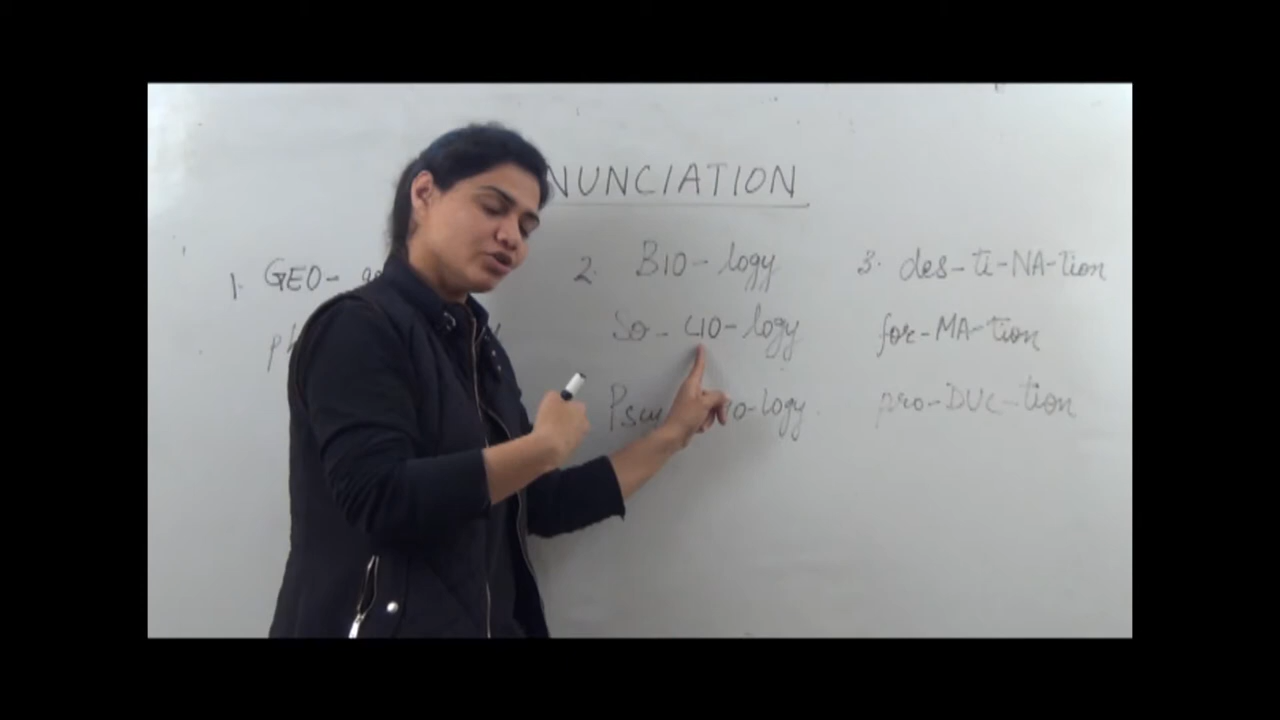 NUNCIATION
1. GEO-
2. BIO-logy
So-CIO-logy
o-logy
3. des-ti-NA-tion
for-MA-tion
pro-DUC-tion